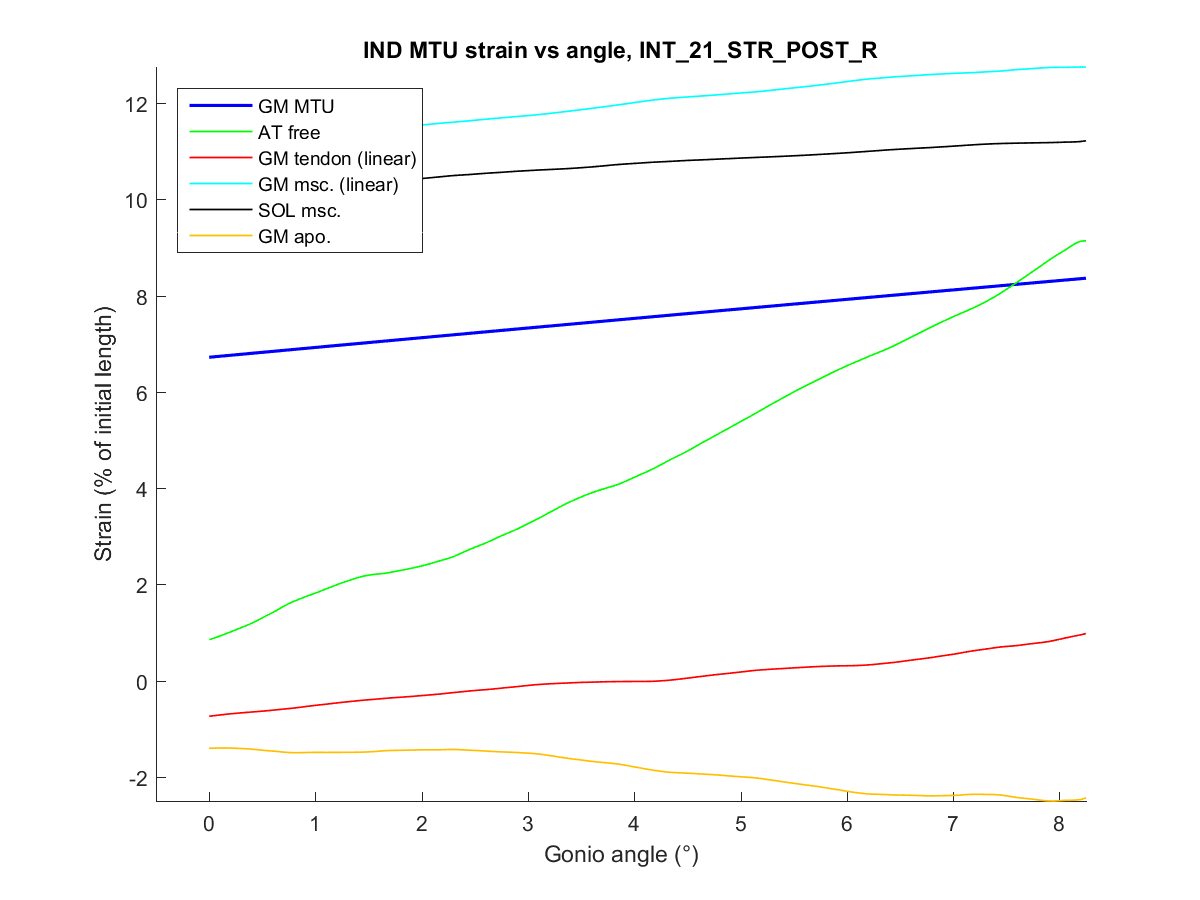 IND MTU strain vs angle, INT_21_STR_POST_R
GM MTU
AT free
GM tendon (linear)
GM msc. (linear)
SOL msc.
GM apo.
12
10
8
6
4
2
0
-2
Strain (% of initial length)
0 1 2 3 4 5 6 7 8
Gonio angle (°)